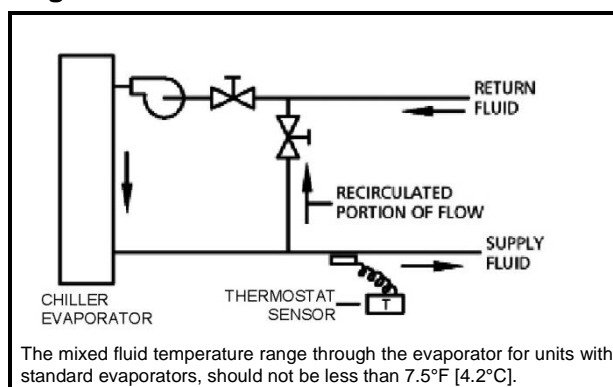 RETURN
FLUID
RECIRCULATED
PORTION OF FLOW
SUPPLY
FLUID
CHILLER
EVAPORATOR
THERMOSTAT
SENSOR
T
The mixed fluid temperature range through the evaporator for units with
standard evaporators, should not be less than 7.5°F [4.2°C].